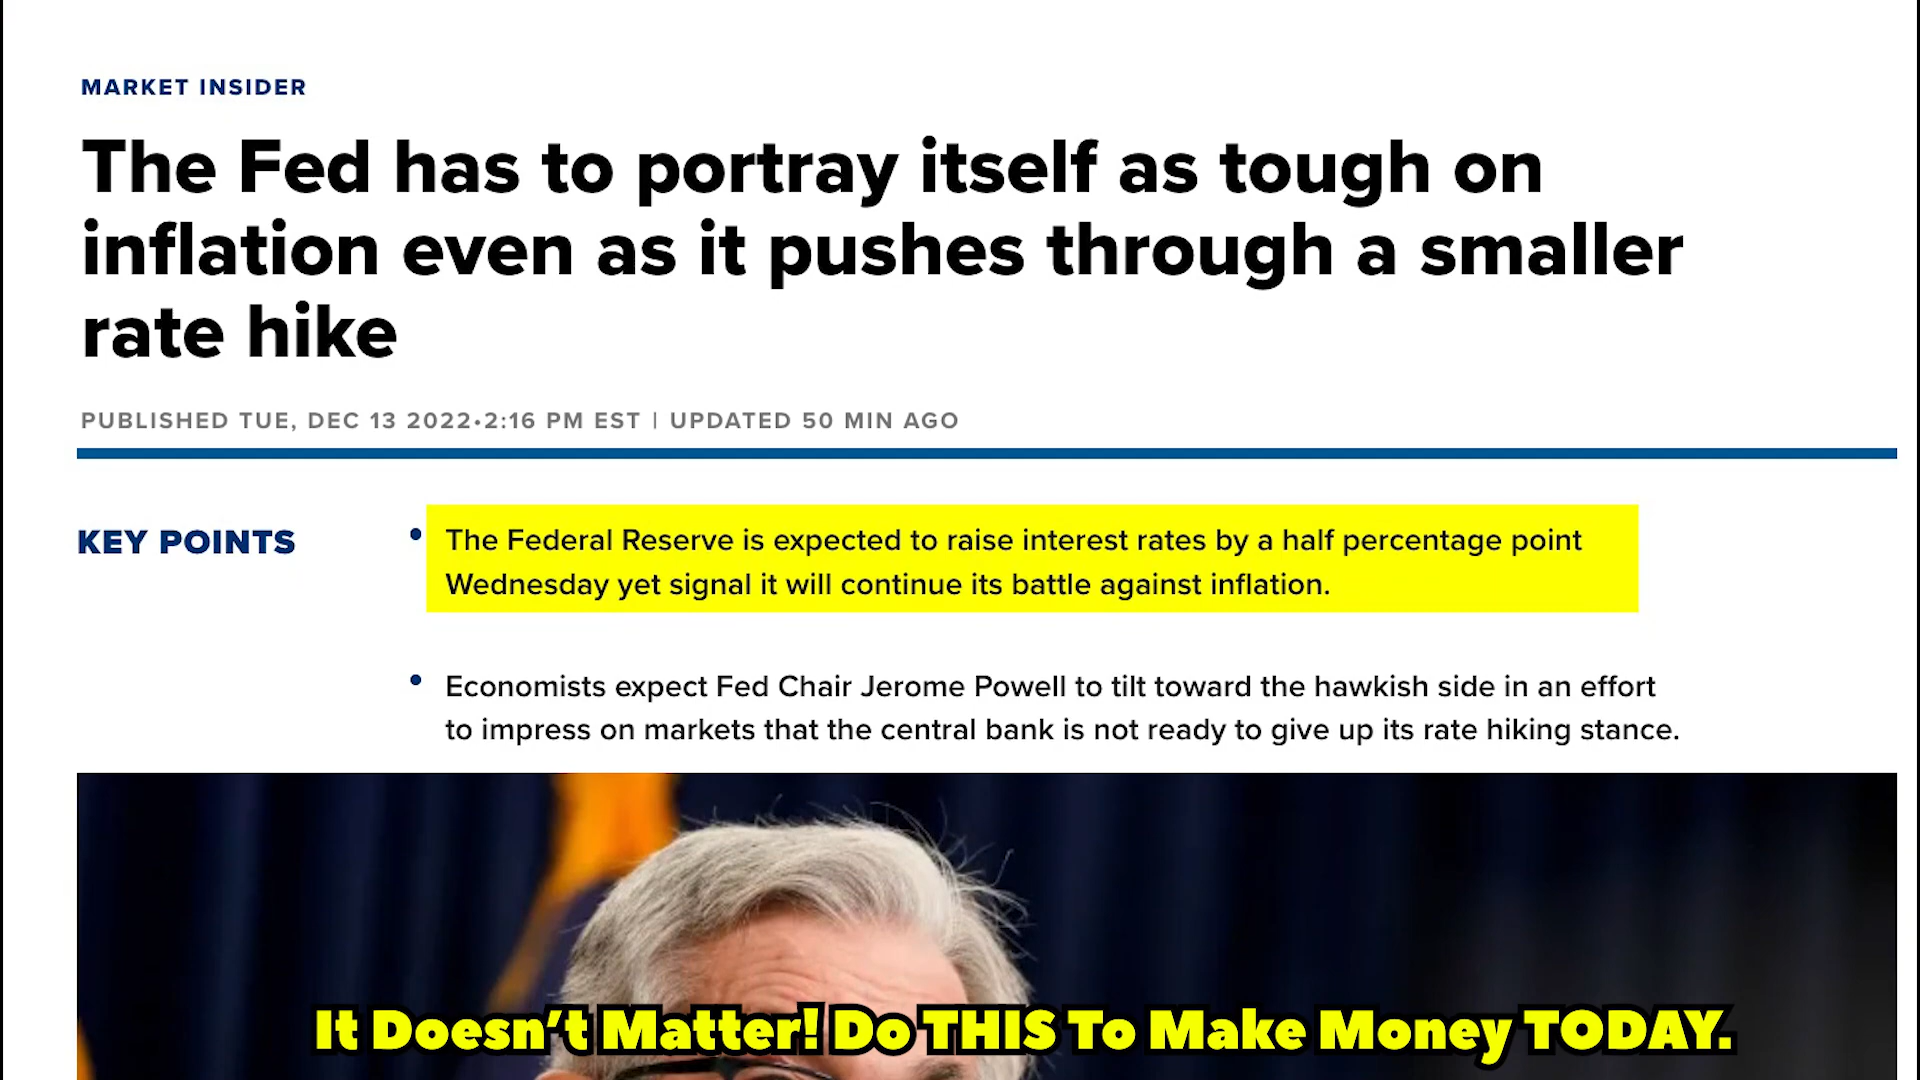 MARKET INSIDER
The Fed has to portray itself as tough on
inflation even as it pushes through a smaller
rate hike
PUBLISHED TUE, DEC 13 2022•2:16 PM EST | UPDATED 50 MIN AGO
KEY POINTS
• The Federal Reserve is expected to raise interest rates by a half percentage point
Wednesday yet signal it will continue its battle against inflation.
• Economists expect Fed Chair Jerome Powell to tilt toward the hawkish side in an effort
to impress on markets that the central bank is not ready to give up its rate hiking stance.
It Doesn’t Matter! Do THIS To Make Money TODAY.